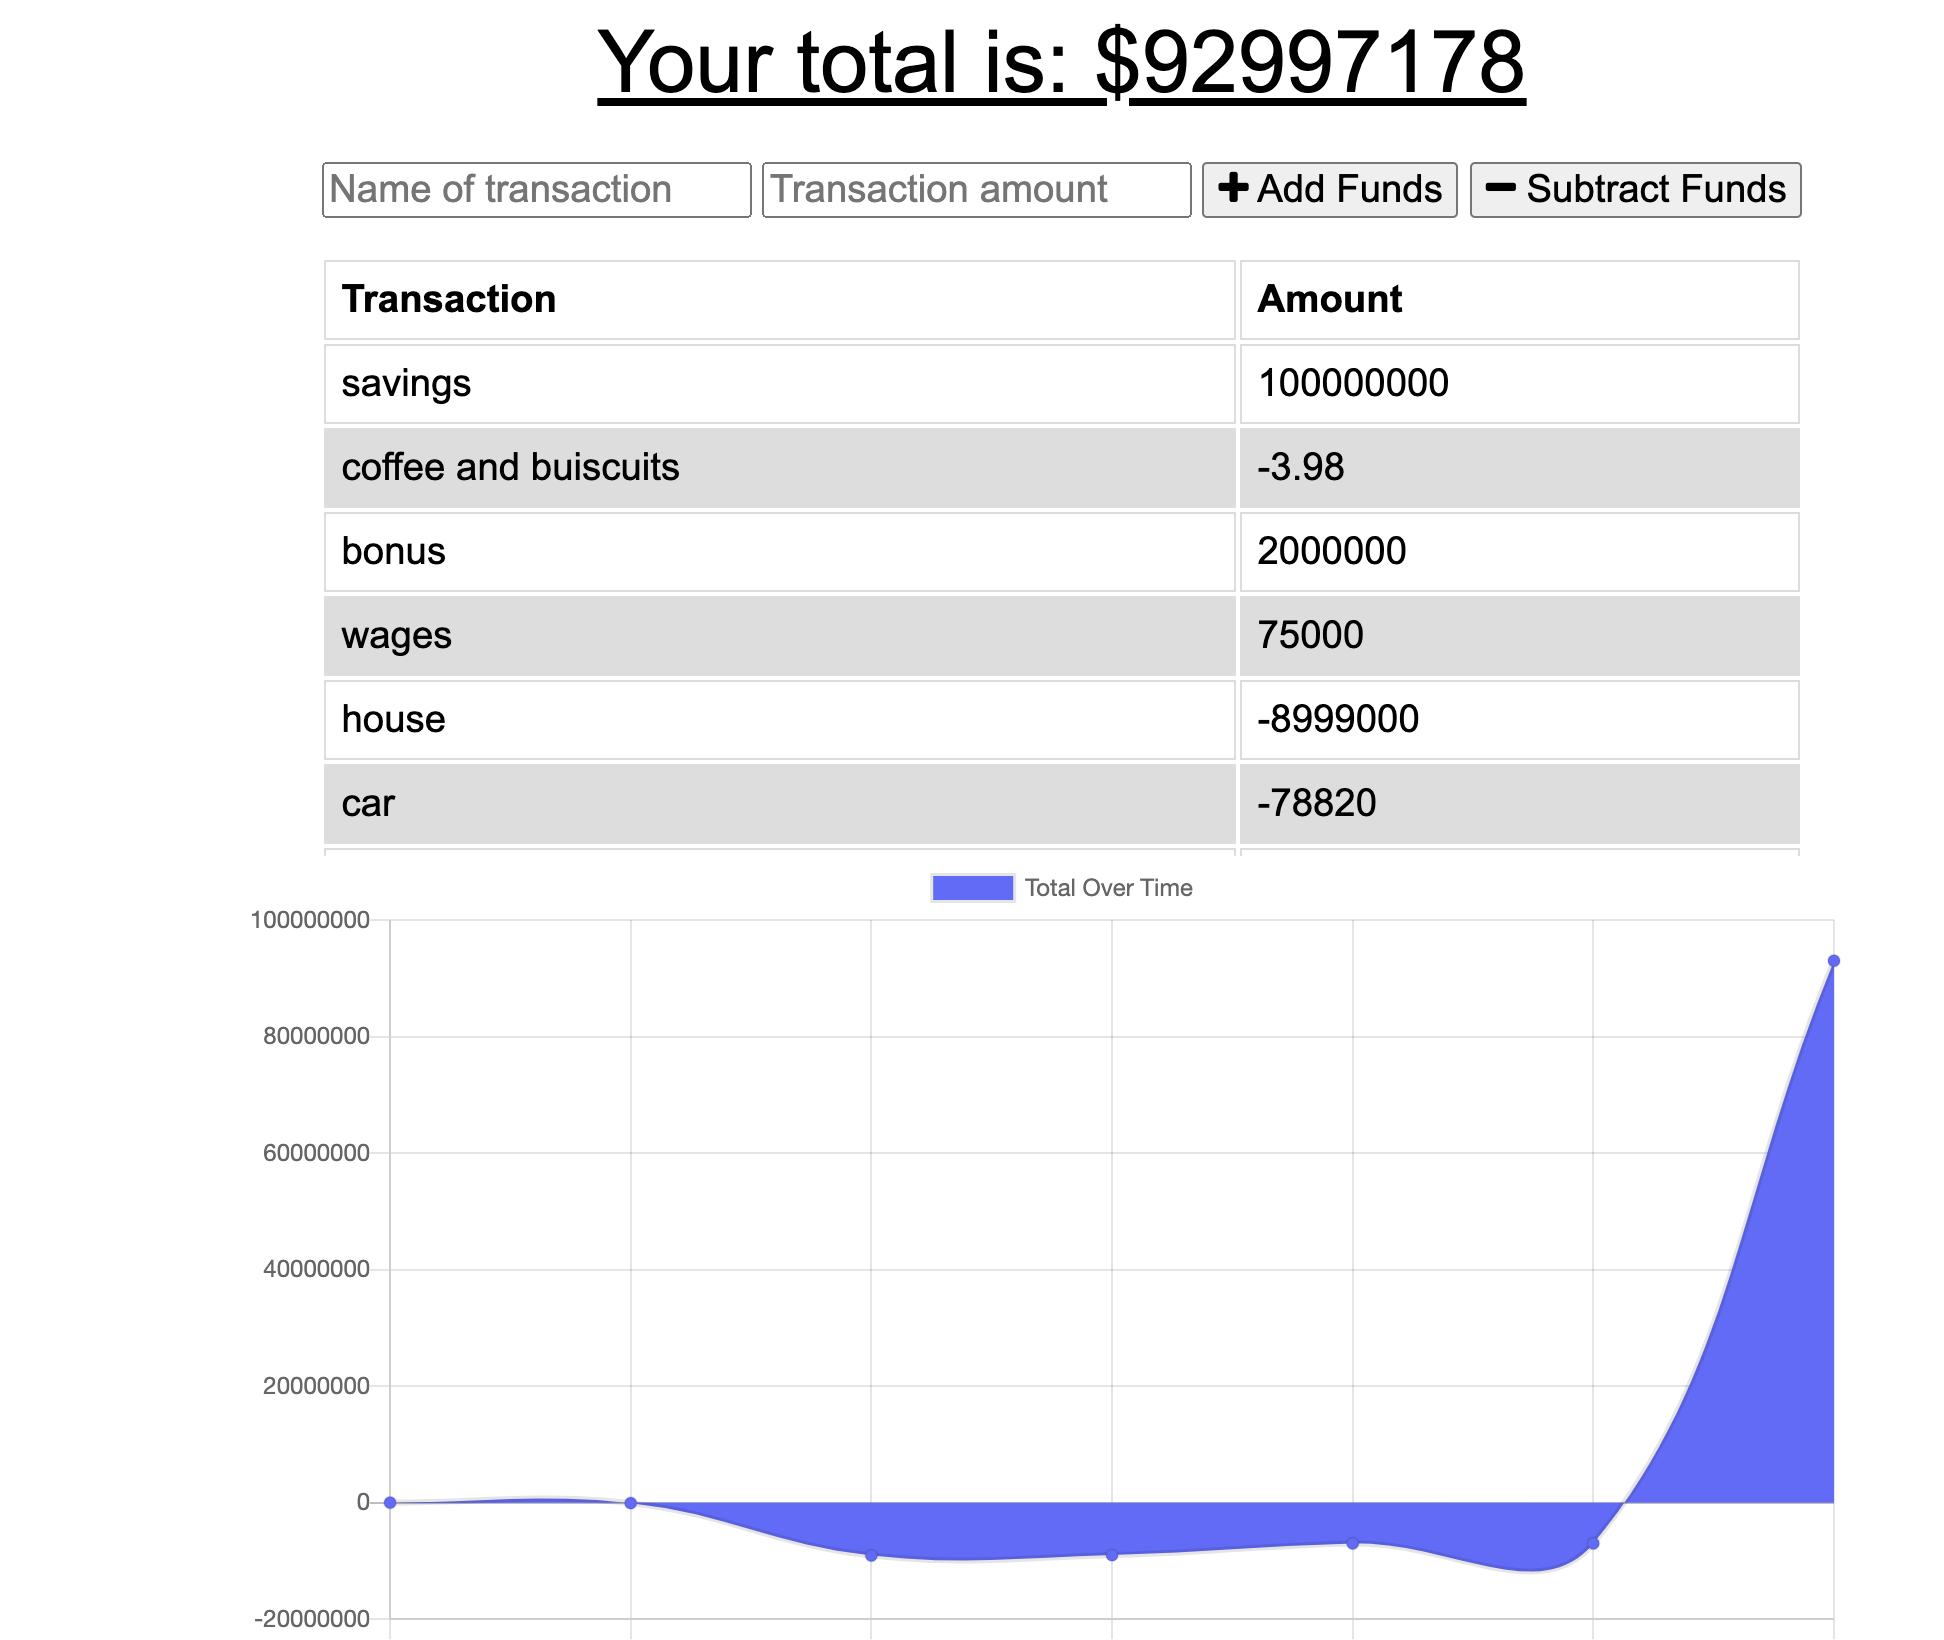 Your total is: $92997178
Name of transaction Transaction amount Add Funds Subtract Funds
Transaction Amount
savings 100000000
coffee and buiscuits -3.98
bonus 2000000
wages 75000
house -8999000
car -78820
Total Over Time
100000000
80000000
60000000
40000000
20000000
0
-20000000